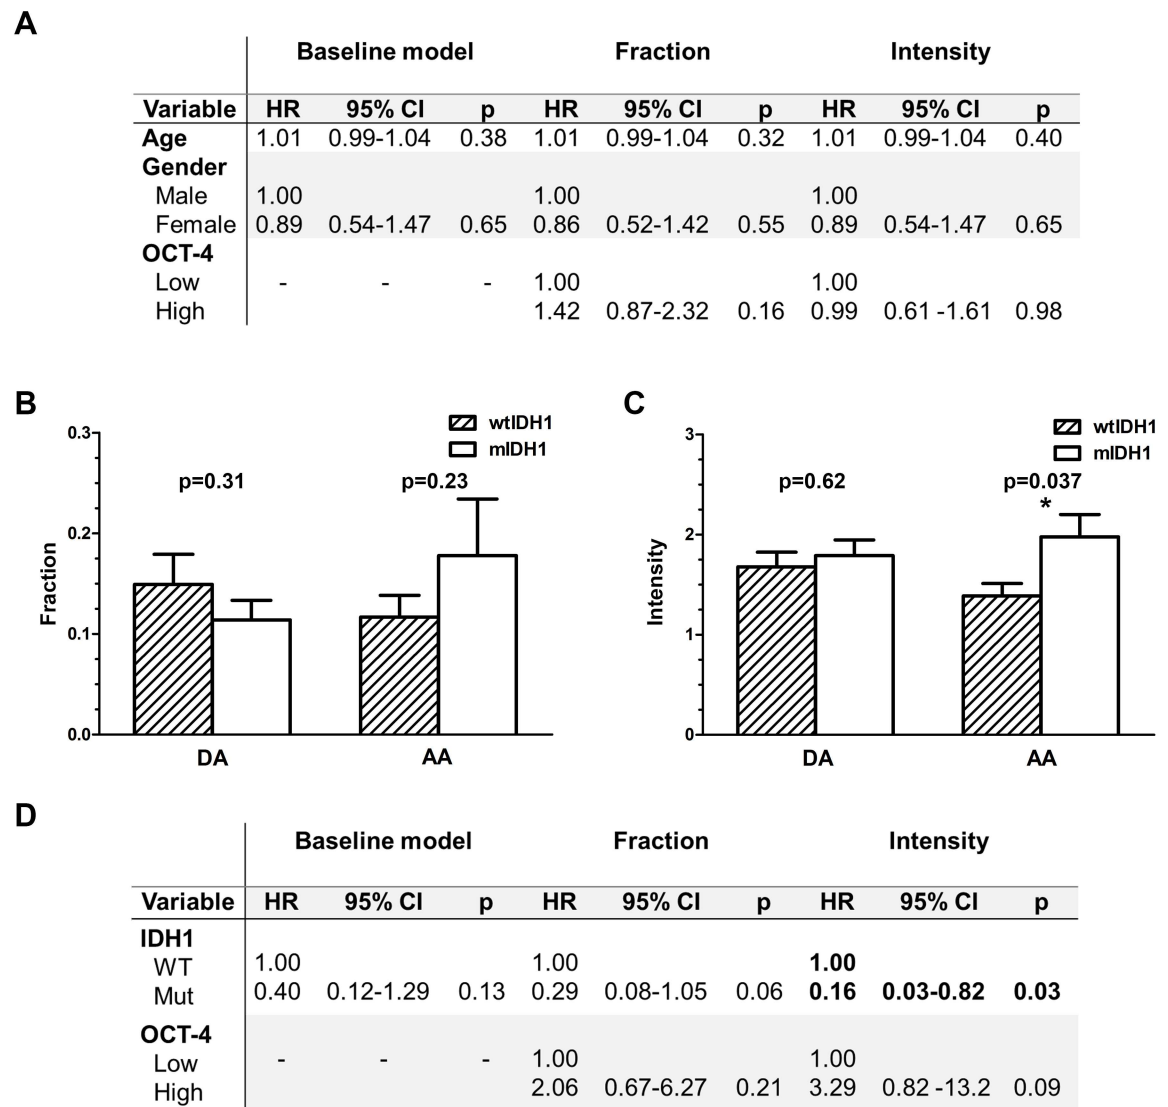 A
Baseline model Fraction Intensity
Variable HR 95% CI p HR 95% CI p HR 95% CI p
Age 1.01 0.99-1.04 0.38 1.01 0.99-1.04 0.32 1.01 0.99-1.04 0.40
Gender
Male 1.00 1.00 1.00
Female 0.89 0.54-1.47 0.65 0.86 0.52-1.42 0.55 0.89 0.54-1.47 0.65
OCT-4
Low - - - 1.00 1.00
High 1.42 0.87-2.32 0.16 0.99 0.61 -1.61 0.98
B
wtIDH1
mIDH1
0.3
p=0.31 p=0.23
0.2
Fraction
0.1
0.0
DA AA
C
wtIDH1
mIDH1
3
p=0.62 p=0.037
*
2
Intensity
1
0
DA AA
D
Baseline model Fraction Intensity
Variable HR 95% CI p HR 95% CI p HR 95% CI p
IDH1
WT 1.00 1.00 1.00
Mut 0.40 0.12-1.29 0.13 0.29 0.08-1.05 0.06 0.16 0.03-0.82 0.03
OCT-4
Low - - - 1.00 1.00
High 2.06 0.67-6.27 0.21 3.29 0.82 -13.2 0.09